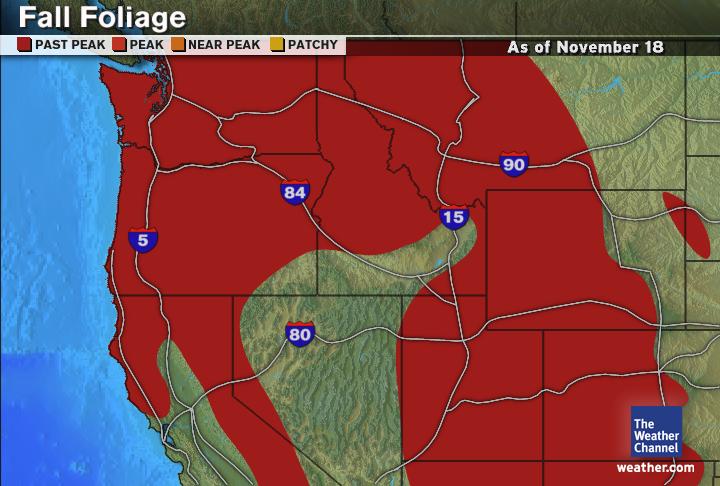 Fall Foliage
PAST PEAK PEAK NEAR PEAK PATCHY
As of November 18
90
84
15
5
80
The
Weather
Channel
weather.com